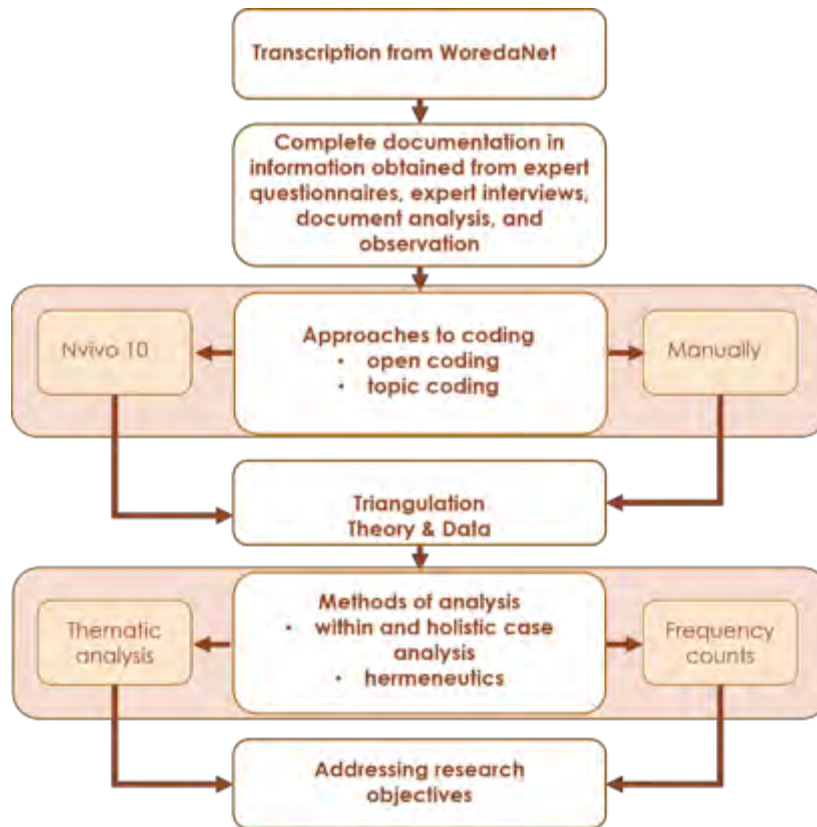 Transcription from WoredaNet
Complete documentation in
information obtained from expert
questionnaires, expert interviews,
document analysis, and
observation
Nvivo 10
Approaches to coding
• open coding
• topic coding
Manually
Triangulation
Theory & Data
Thematic
analysis
Methods of analysis
• within and holistic case
analysis
• hermeneutics
Frequency
counts
Addressing research
objectives